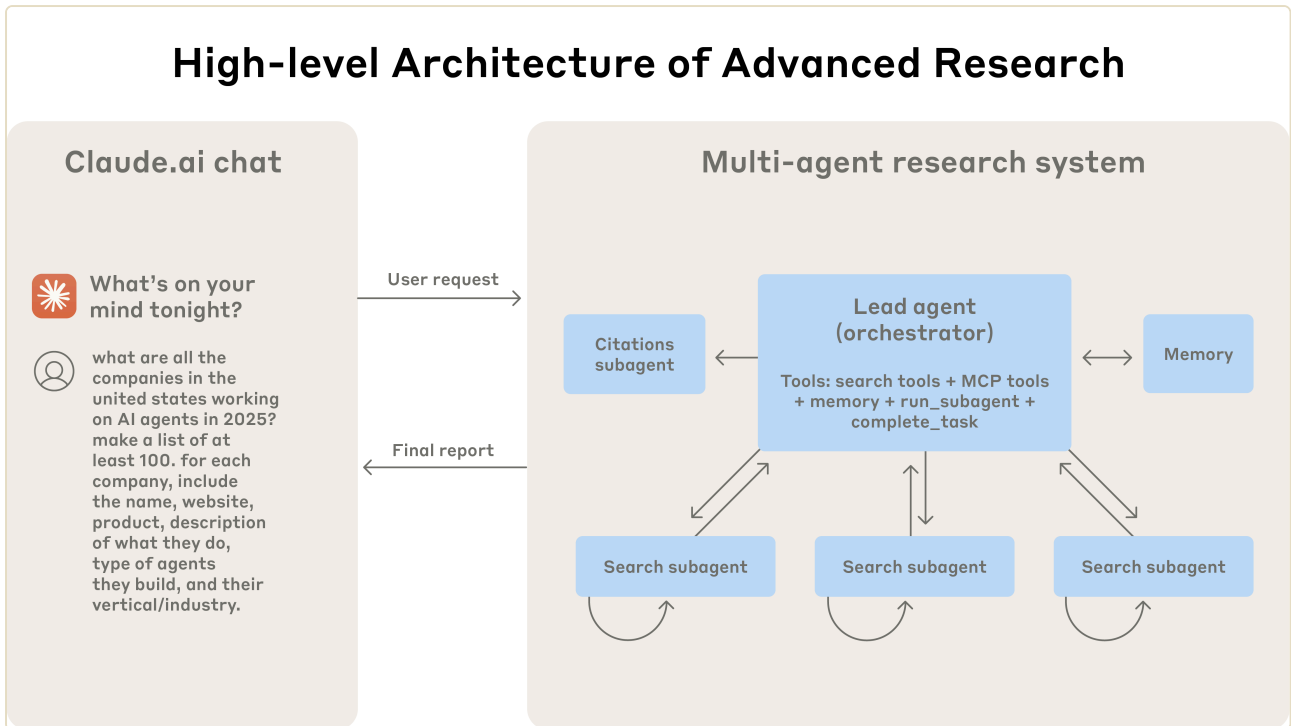 High-level Architecture of Advanced Research
Claude.ai chat
What's on your
mind tonight?
what are all the
companies in the
united states working
on AI agents in 2025?
make a list of at
least 100. for each
company, include
the name, website,
product, description
of what they do,
type of agents
they build, and their
vertical/industry.
User request
Final report
Multi-agent research system
Citations
subagent
Lead agent
(orchestrator)
Tools: search tools + MCP tools
+ memory + run_subagent +
complete_task
Memory
Search subagent
Search subagent
Search subagent